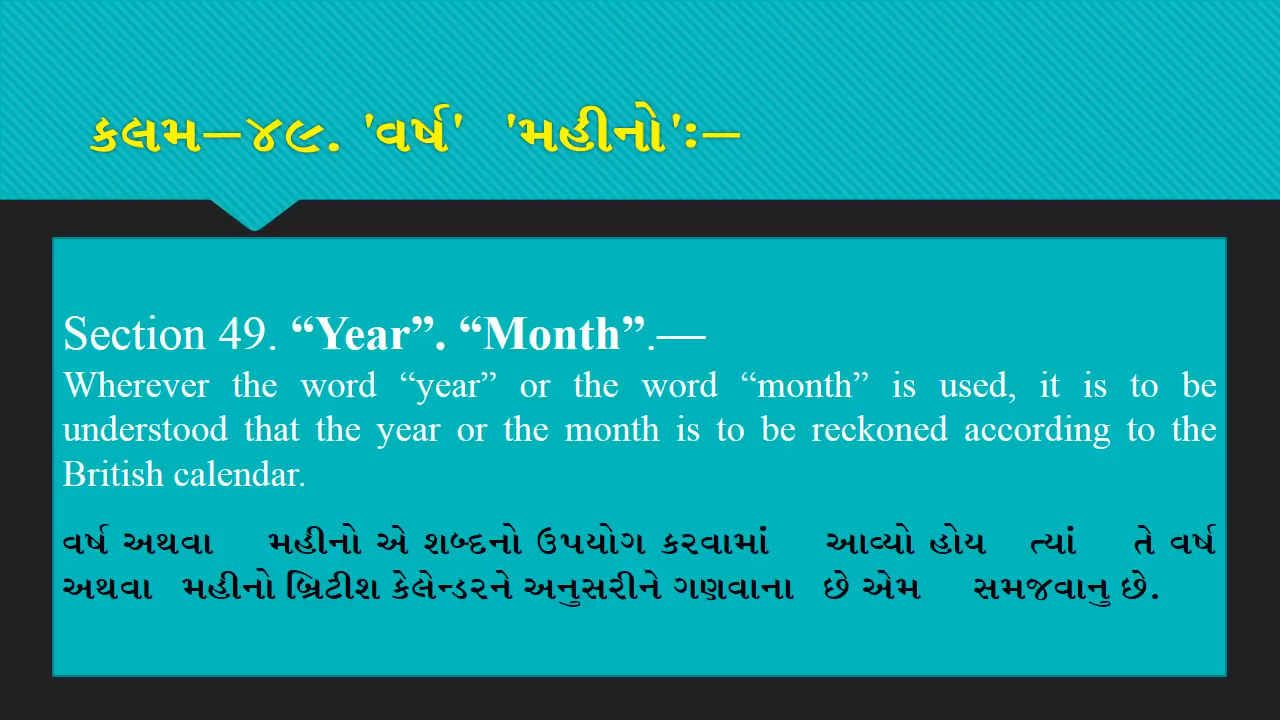 કલમ–૪૯. 'વર્ષ' 'મહીનો':–
Section 49. “Year”. “Month”.—
Wherever the word “year” or the word “month” is used, it is to be
understood that the year or the month is to be reckoned according to the
British calendar.
વર્ષ અથવા મહીનો એ શબ્દનો ઉપયોગ કરવામાં આવ્યો હોય ત્યાં તે વર્ષ
અથવા મહીનો બ્રિટીશ કેલેન્ડરને અનુસરીને ગણવાના છે એમ સમજવાનુ છે.